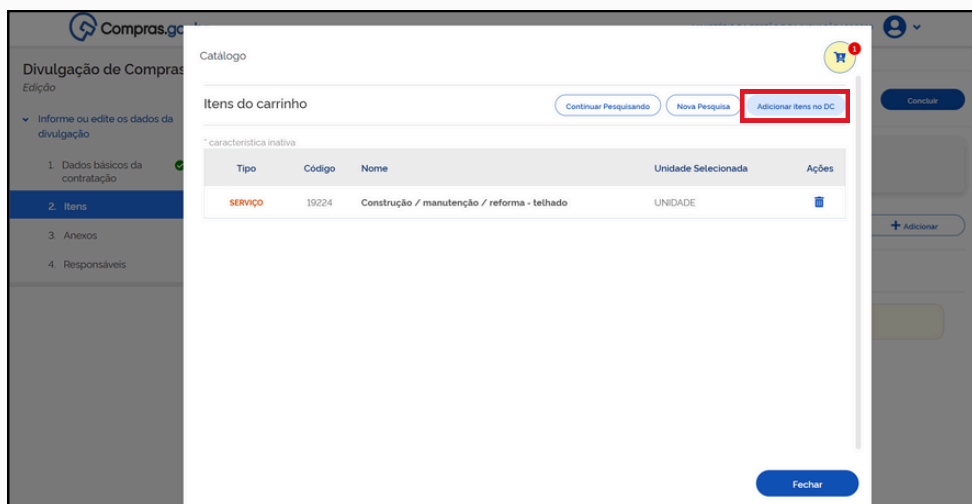 Compras.go
Divulgação de Compras
Edição
Informe ou edite os dados da
divulgação
1. Dados básicos da
contratação
2. Itens
3. Anexos
4. Responsáveis
Catálogo
1
Itens do carrinho
Continuar Pesquisando
Nova Pesquisa
Adicionar itens no DC
* característica inativa
Tipo Código Nome Unidade Selecionada Ações
SERVIÇO 19224 Construção / manutenção / reforma - telhado UNIDADE
Fechar
Concluir
+ Adicionar